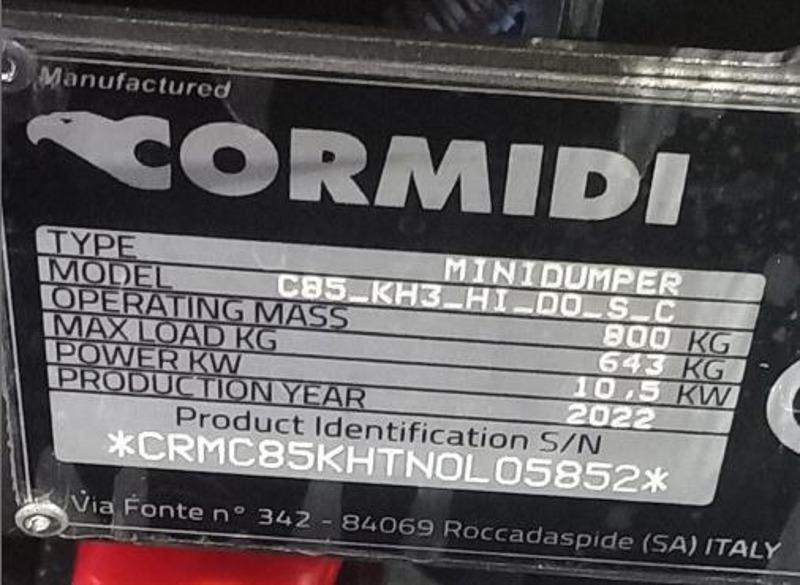 Manufactured
CORMIDI
TYPE MINIDUMPER
MODEL C85_KH3_HI_DO_S_C
OPERATING MASS 800 KG
MAX LOAD KG 643 KG
POWER KW 10,5 KW
PRODUCTION YEAR 2022
Product Identification S/N
*CRMC85KHTN0L05852*
Via Fonte n° 342 - 84069 Roccadaspide (SA) ITALY